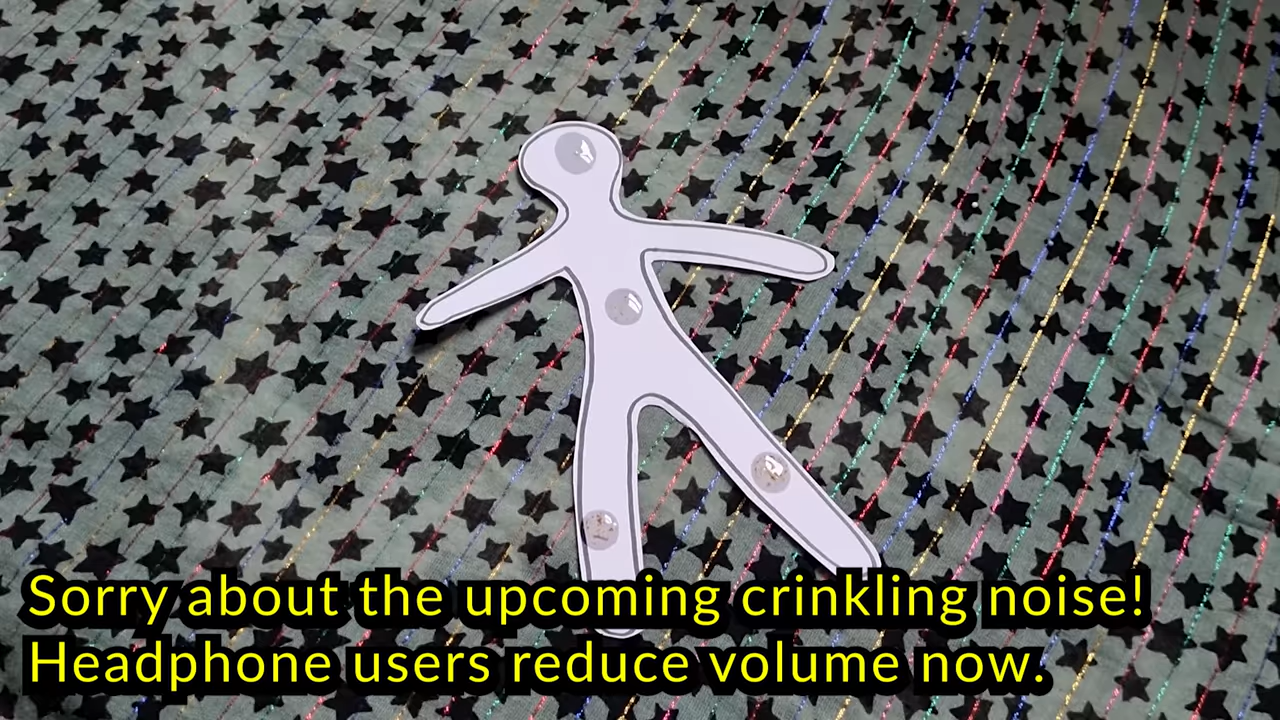 Sorry about the upcoming crinkling noise!
Headphone users reduce volume now.